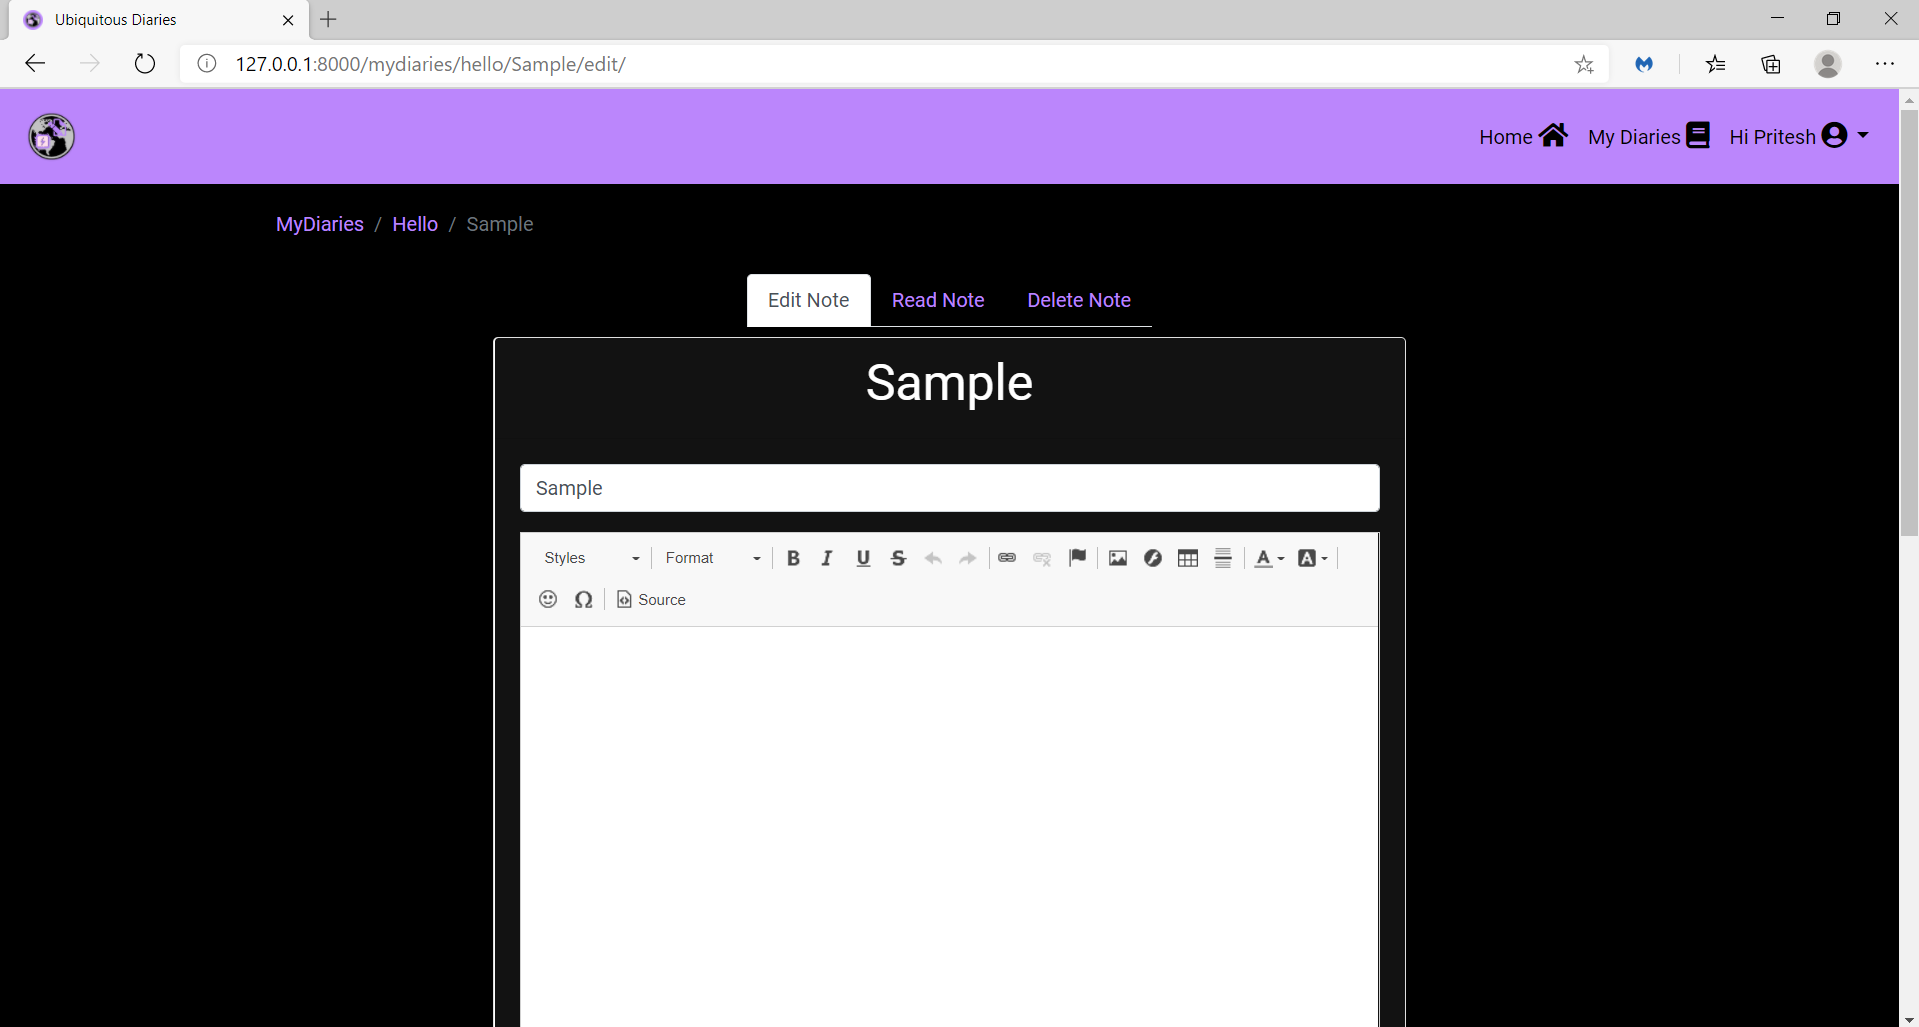 Ubiquitous Diaries
127.0.0.1:8000/mydiaries/hello/Sample/edit/
Home My Diaries Hi Pritesh
MyDiaries / Hello / Sample
Edit Note Read Note Delete Note
Sample
Sample
Styles Format B I U S A A
Ω Source